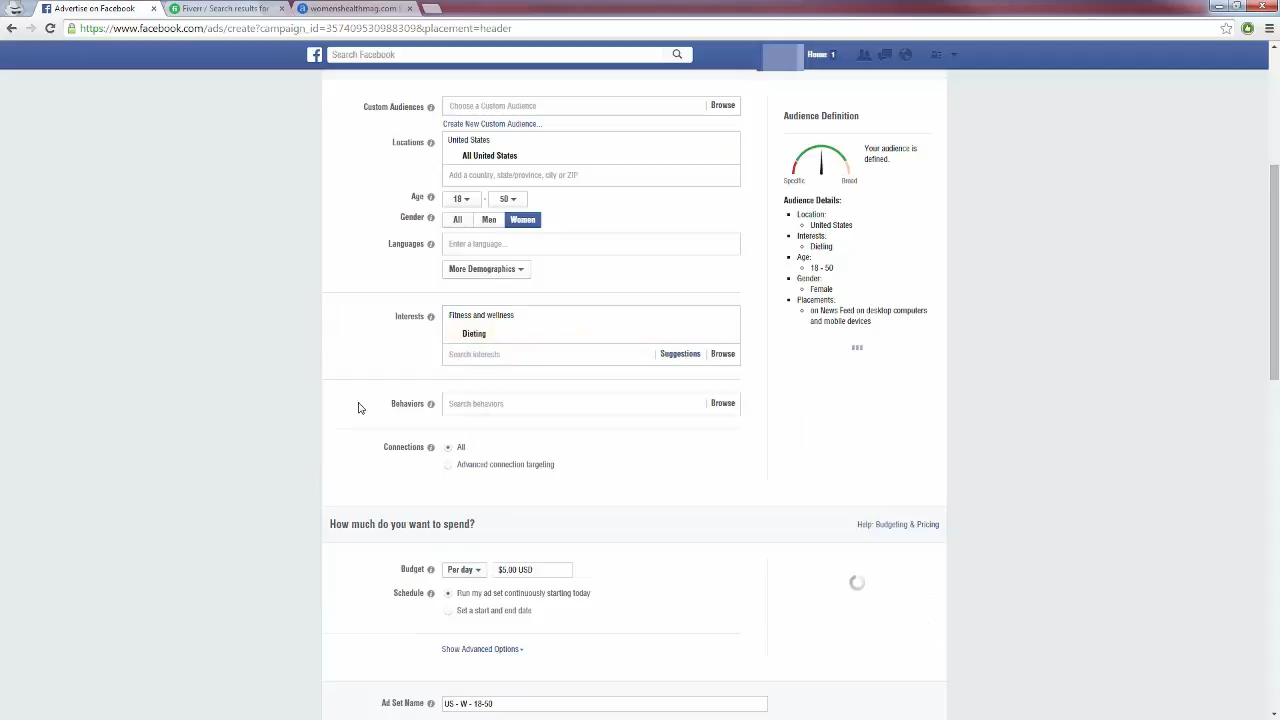 Advertise on Facebook
Fiverr / Search results for
womenshealthmag.com
https://www.facebook.com/ads/create?campaign_id=357409530988309&placement=header
Search Facebook
Home 1
Custom Audiences
Choose a Custom Audience
Browse
Create New Custom Audience...
Locations
United States
All United States
Add a country, state/province, city or ZIP
Age
18 - 50
Gender
All Men Women
Languages
Enter a language...
More Demographics
Interests
Fitness and wellness
Dieting
Search interests
Suggestions
Browse
Behaviors
Search behaviors
Browse
Connections
All
Advanced connection targeting
Audience Definition
Your audience is
defined.
Specific
Broad
Audience Details:
Location:
United States
Interests:
Dieting
Age:
18 - 50
Gender:
Female
Placements:
on News Feed on desktop computers
and mobile devices
How much do you want to spend?
Help: Budgeting & Pricing
Budget
Per day
$5.00 USD
Schedule
Run my ad set continuously starting today
Set a start and end date
Show Advanced Options
Ad Set Name
US - W - 18-50